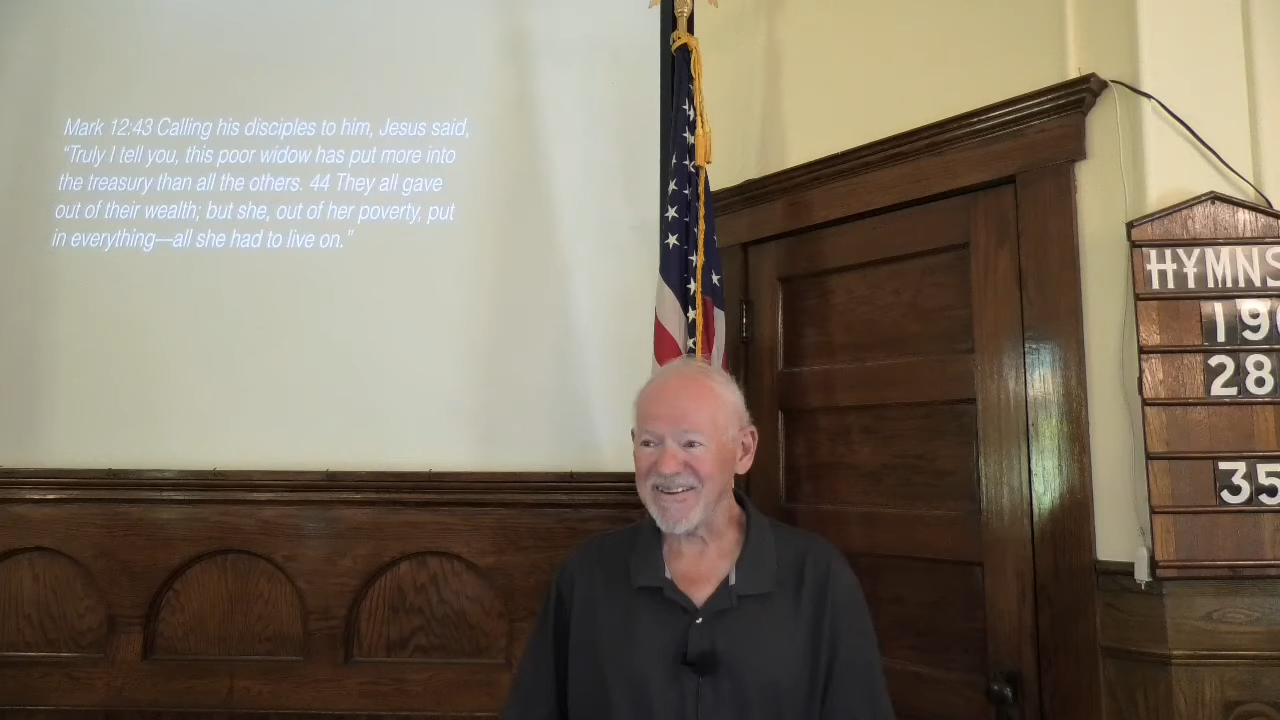 Mark 12:43 Calling his disciples to him, Jesus said,
"Truly I tell you, this poor widow has put more into
the treasury than all the others. 44 They all gave
out of their wealth; but she, out of her poverty, put
in everything—all she had to live on."
HYMNS
28
35